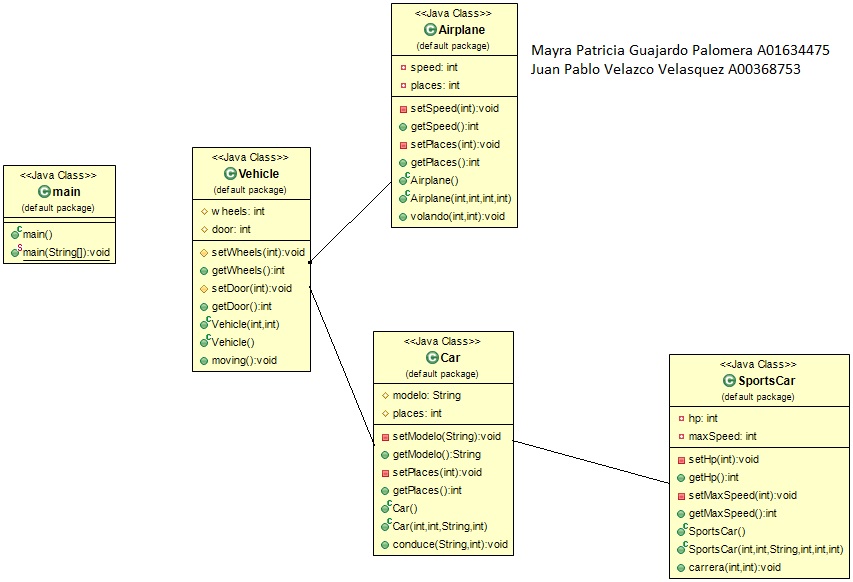 <<Java Class>>
Airplane
(default package)
speed: int
places: int
setSpeed(int):void
getSpeed():int
setPlaces(int):void
getPlaces():int
Airplane()
Airplane(int,int,int,int)
volando(int,int):void
Mayra Patricia Guajardo Palomera A01634475
Juan Pablo Velazco Velasquez A00368753
<<Java Class>>
main
(default package)
main()
main(String[]):void
<<Java Class>>
Vehicle
(default package)
wheels: int
door: int
setWheels(int):void
getWheels():int
setDoor(int):void
getDoor():int
Vehicle(int,int)
Vehicle()
moving():void
<<Java Class>>
Car
(default package)
modelo: String
places: int
setModelo(String):void
getModelo():String
setPlaces(int):void
getPlaces():int
Car()
Car(int,int,String,int)
conduce(String,int):void
<<Java Class>>
SportsCar
(default package)
hp: int
maxSpeed: int
setHp(int):void
getHp():int
setMaxSpeed(int):void
getMaxSpeed():int
SportsCar()
SportsCar(int,int,String,int,int,int)
carrera(int,int):void